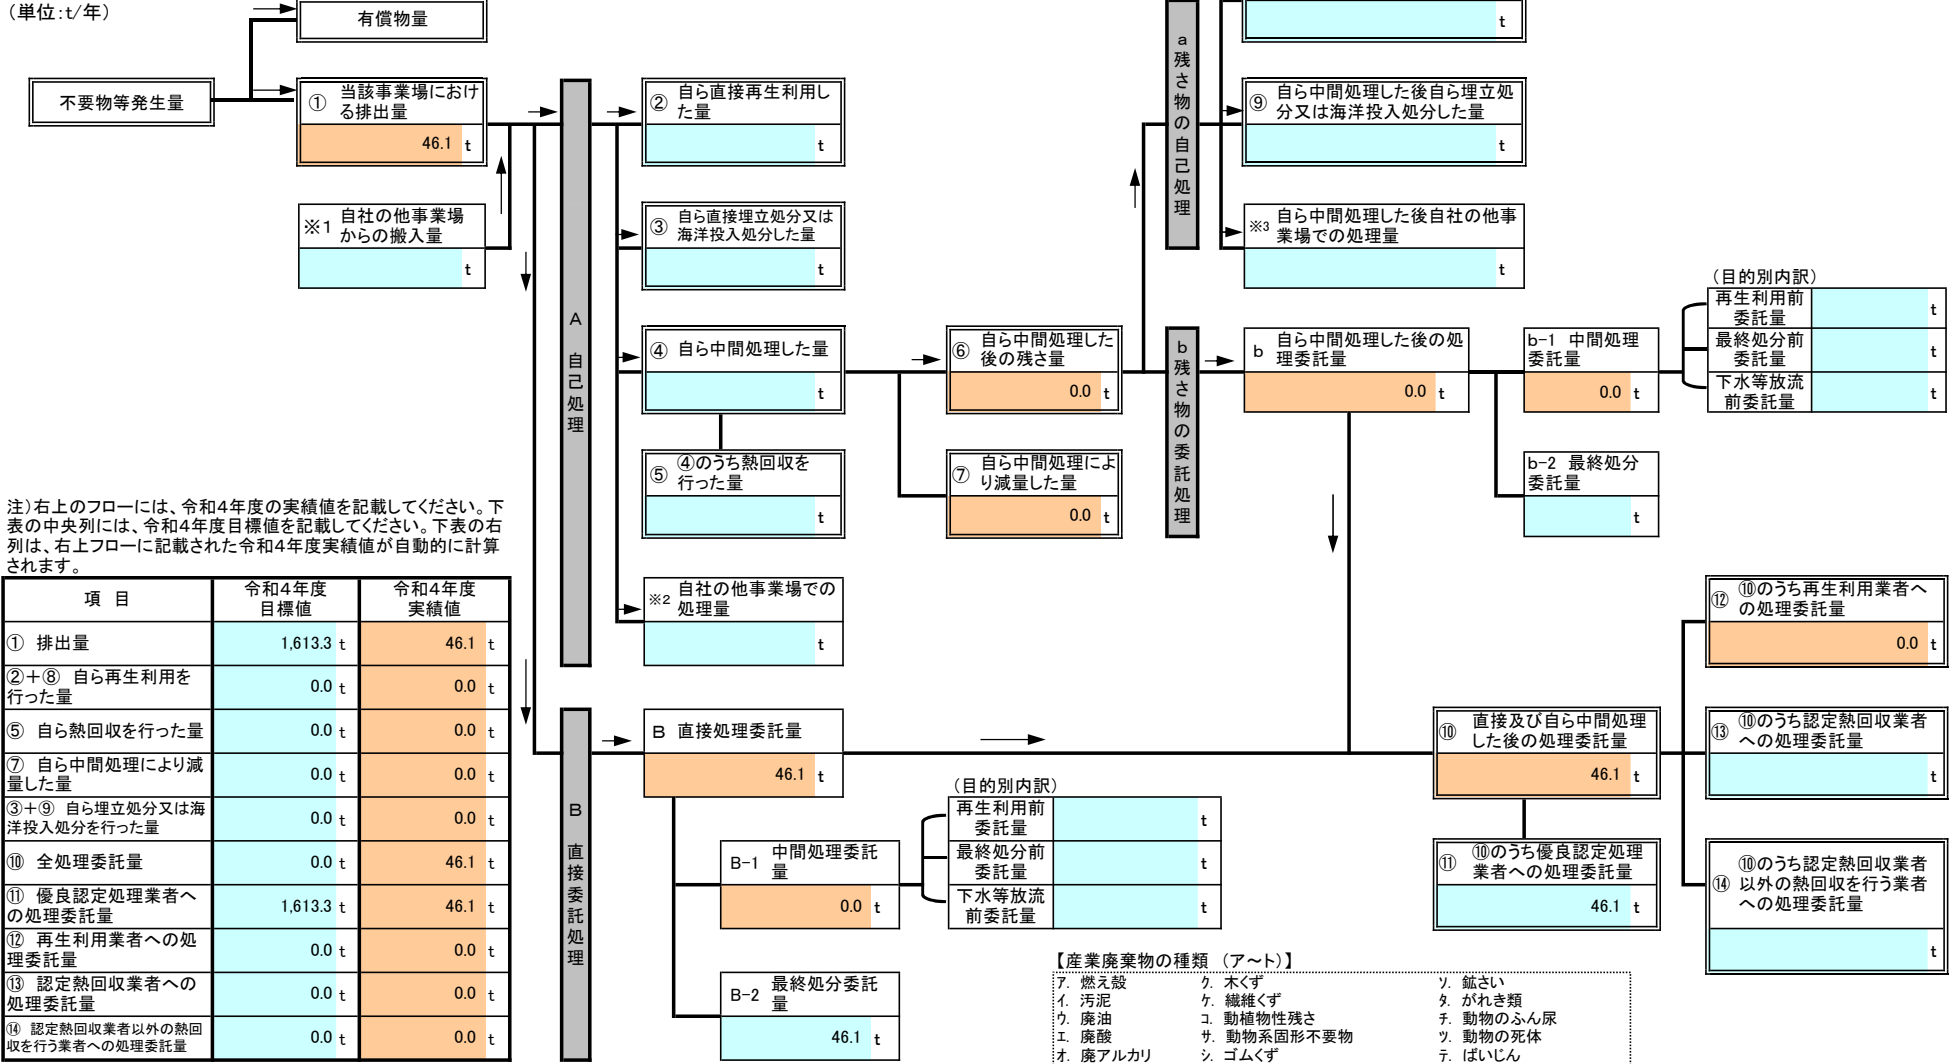 （単位：t/年）
有償物量
不要物等発生量
① 当該事業場におけ
る排出量
46.1 t
※1 自社の他事業場
からの搬入量
t
A 自己処理
② 自ら直接再生利用し
た量
t
③ 自ら直接埋立処分又は
海洋投入処分した量
t
④ 自ら中間処理した量
t
⑤ ④のうち熱回収を
行った量
t
※2 自社の他事業場での
処理量
t
⑥ 自ら中間処理した
後の残さ量
0.0 t
⑦ 自ら中間処理によ
り減量した量
0.0 t
a 残さ物の自己処理
t
⑨ 自ら中間処理した後自ら埋立処
分又は海洋投入処分した量
t
※3 自ら中間処理した後自社の他事
業場での処理量
t
b 残さ物の委託処理
b 自ら中間処理した後の処
理委託量
0.0 t
b-1 中間処理
委託量
0.0 t
b-2 最終処分
委託量
t
（目的別内訳）
再生利用前
委託量
t
最終処分前
委託量
t
下水等放流
前委託量
t
注）右上のフローには、令和4年度の実績値を記載してください。下
表の中央列には、令和4年度目標値を記載してください。下表の右
列は、右上フローに記載された令和4年度実績値が自動的に計算
されます。
項 目 令和4年度
目標値 令和4年度
実績値
① 排出量 1,613.3 t 46.1 t
②＋⑧ 自ら再生利用を
行った量 0.0 t 0.0 t
⑤ 自ら熱回収を行った量 0.0 t 0.0 t
⑦ 自ら中間処理により減
量した量 0.0 t 0.0 t
③＋⑨ 自ら埋立処分又は海
洋投入処分を行った量 0.0 t 0.0 t
⑩ 全処理委託量 0.0 t 46.1 t
⑪ 優良認定処理業者へ
の処理委託量 1,613.3 t 46.1 t
⑫ 再生利用業者への処
理委託量 0.0 t 0.0 t
⑬ 認定熱回収業者への
処理委託量 0.0 t 0.0 t
⑭ 認定熱回収業者以外の熱回
収を行う業者への処理委託量 0.0 t 0.0 t
B 直接委託処理
B 直接処理委託量
46.1 t
B-1 中間処理委託
量
0.0 t
B-2 最終処分委託
量
46.1 t
（目的別内訳）
再生利用前
委託量
t
最終処分前
委託量
t
下水等放流
前委託量
t
⑩ 直接及び自ら中間処理
した後の処理委託量
46.1 t
⑪ ⑩のうち優良認定処理
業者への処理委託量
46.1 t
⑫ ⑩のうち再生利用業者へ
の処理委託量
0.0 t
⑬ ⑩のうち認定熱回収業者
への処理委託量
t
⑭ ⑩のうち認定熱回収業者
以外の熱回収を行う業者
への処理委託量
t
【産業廃棄物の種類 （ア～ト）】
ア. 燃え殻 ク. 木くず ソ. 鉱さい
イ. 汚泥 ケ. 繊維くず タ. がれき類
ウ. 廃油 コ. 動植物性残さ チ. 動物のふん尿
エ. 廃酸 サ. 動物系固形不要物 ツ. 動物の死体
オ. 廃アルカリ シ. ゴムくず テ. ばいじん